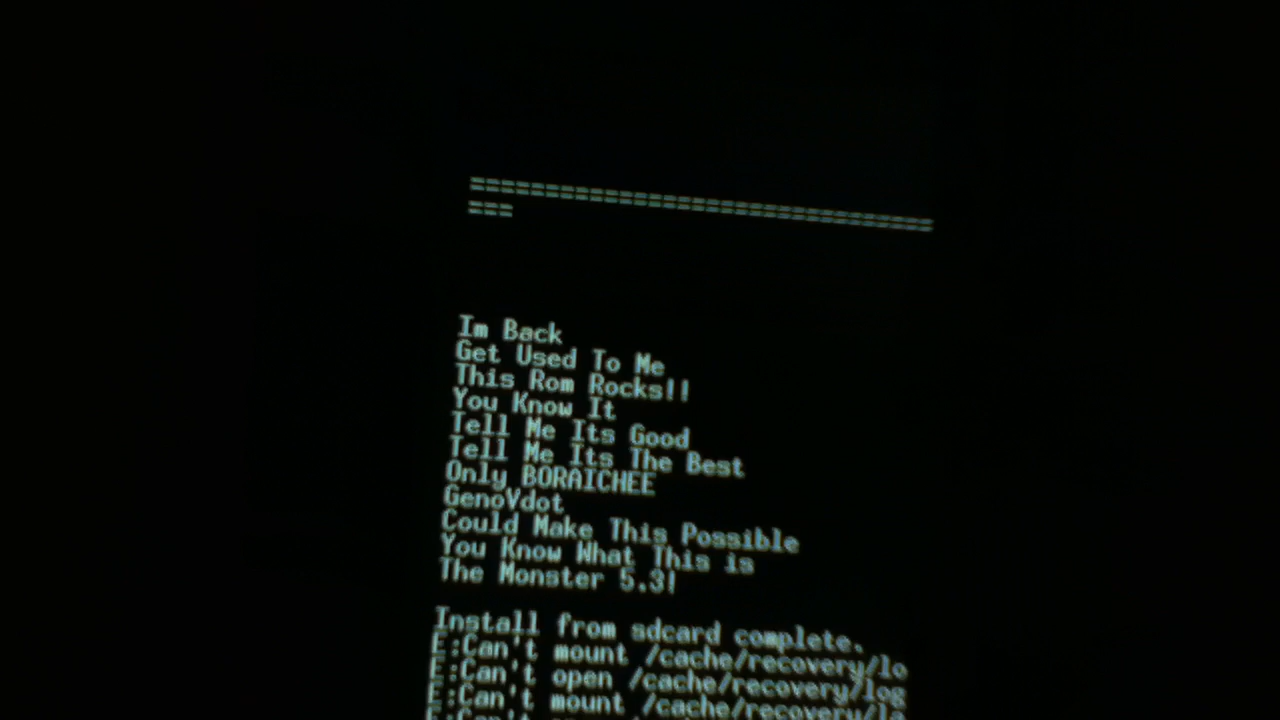 ================================
===
Im Back
Get Used To Me
This Rom Rocks!!
You Know It
Tell Me Its Good
Tell Me Its The Best
Only BORAICHEE
GenoVdot
Could Make This Possible
You Know What This is
The Monster 5.3!
Install from sdcard complete.
E:Can't mount /cache/recovery/lo
E:Can't open /cache/recovery/log
E:Can't mount /cache/recovery/la
E:Can't